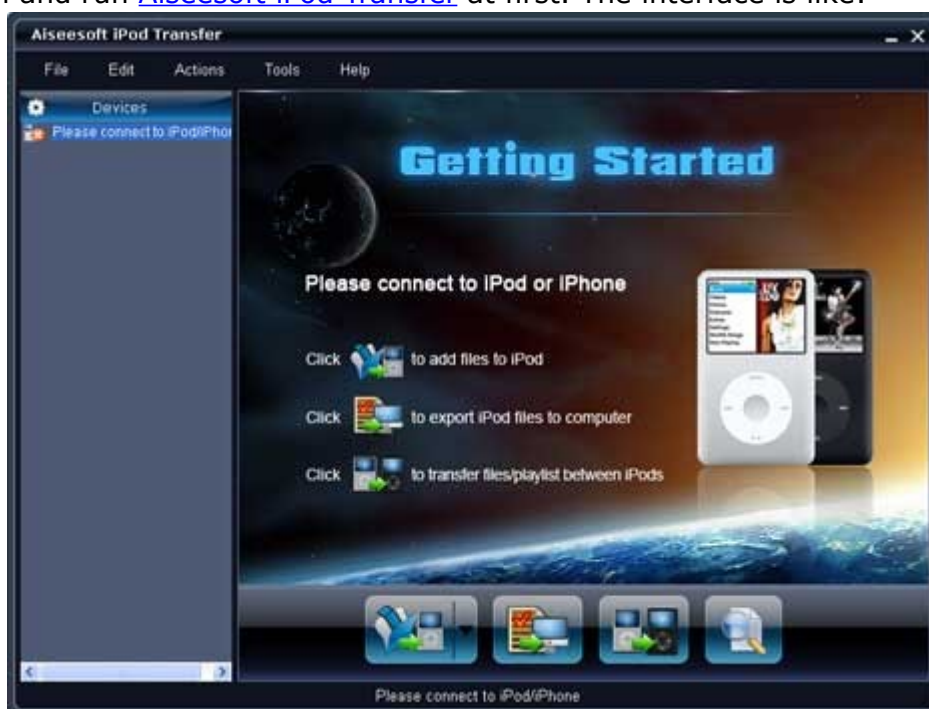 and run Aiseesoft iPod Transfer at first. The interface is like:
Aiseesoft iPod Transfer
File Edit Actions Tools Help
Devices
Please connect to iPod/iPhon
Getting Started
Please connect to iPod or iPhone
Click to add files to iPod
Click to export iPod files to computer
Click to transfer files/playlist between iPods
Please connect to iPod/iPhone